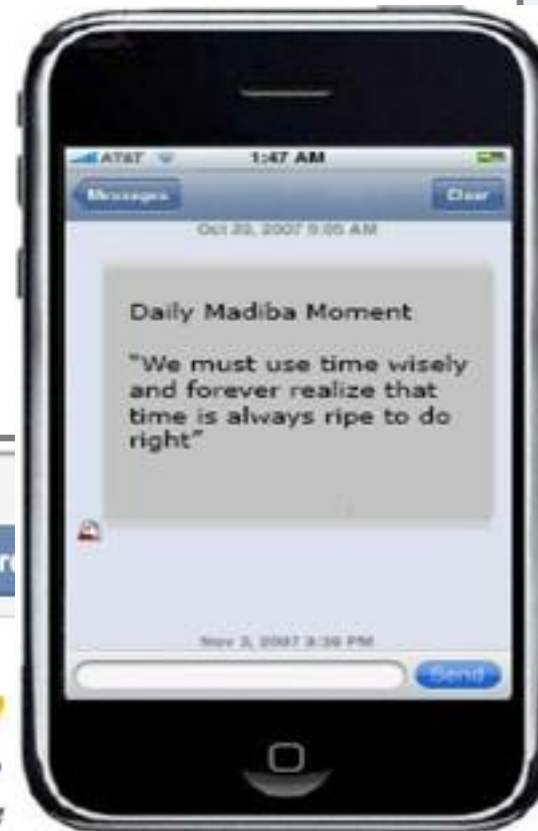 AT&T
1:47 AM
Messages
Clear
Oct 20, 2007 9:05 AM
Daily Madiba Moment
"We must use time wisely
and forever realize that
time is always ripe to do
right"
Nov 3, 2007 3:36 PM
Send